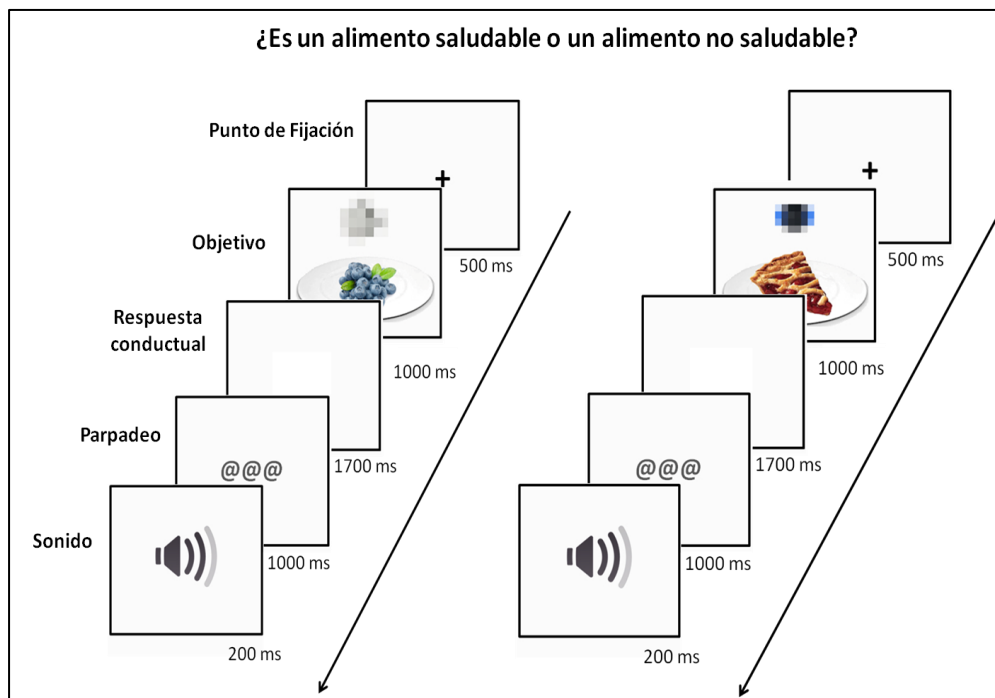 ¿Es un alimento saludable o un alimento no saludable?
Punto de Fijación
+
500 ms
Objetivo
1000 ms
Respuesta
conductual
1700 ms
Parpadeo
@@@
1000 ms
Sonido
200 ms
+
500 ms
1000 ms
1700 ms
@@@
1000 ms
200 ms